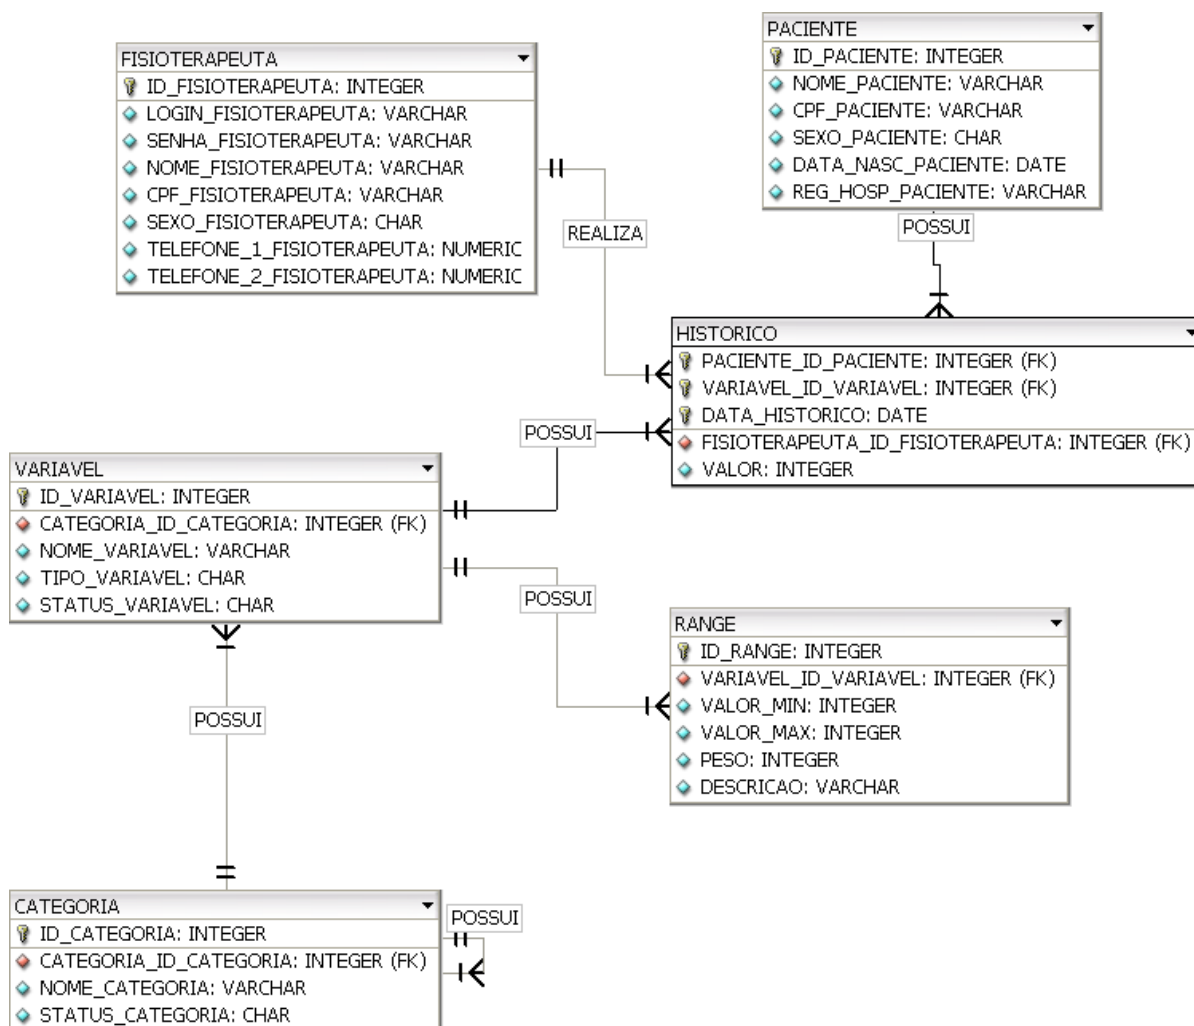 FISIOTERAPEUTA
ID_FISIOTERAPEUTA: INTEGER
LOGIN_FISIOTERAPEUTA: VARCHAR
SENHA_FISIOTERAPEUTA: VARCHAR
NOME_FISIOTERAPEUTA: VARCHAR
CPF_FISIOTERAPEUTA: VARCHAR
SEXO_FISIOTERAPEUTA: CHAR
TELEFONE_1_FISIOTERAPEUTA: NUMERIC
TELEFONE_2_FISIOTERAPEUTA: NUMERIC
PACIENTE
ID_PACIENTE: INTEGER
NOME_PACIENTE: VARCHAR
CPF_PACIENTE: VARCHAR
SEXO_PACIENTE: CHAR
DATA_NASC_PACIENTE: DATE
REG_HOSP_PACIENTE: VARCHAR
REALIZA
POSSUI
HISTORICO
PACIENTE_ID_PACIENTE: INTEGER (FK)
VARIAVEL_ID_VARIAVEL: INTEGER (FK)
DATA_HISTORICO: DATE
FISIOTERAPEUTA_ID_FISIOTERAPEUTA: INTEGER (FK)
VALOR: INTEGER
POSSUI
VARIAVEL
ID_VARIAVEL: INTEGER
CATEGORIA_ID_CATEGORIA: INTEGER (FK)
NOME_VARIAVEL: VARCHAR
TIPO_VARIAVEL: CHAR
STATUS_VARIAVEL: CHAR
POSSUI
RANGE
ID_RANGE: INTEGER
VARIAVEL_ID_VARIAVEL: INTEGER (FK)
VALOR_MIN: INTEGER
VALOR_MAX: INTEGER
PESO: INTEGER
DESCRICAO: VARCHAR
POSSUI
CATEGORIA
ID_CATEGORIA: INTEGER
CATEGORIA_ID_CATEGORIA: INTEGER (FK)
NOME_CATEGORIA: VARCHAR
STATUS_CATEGORIA: CHAR
POSSUI